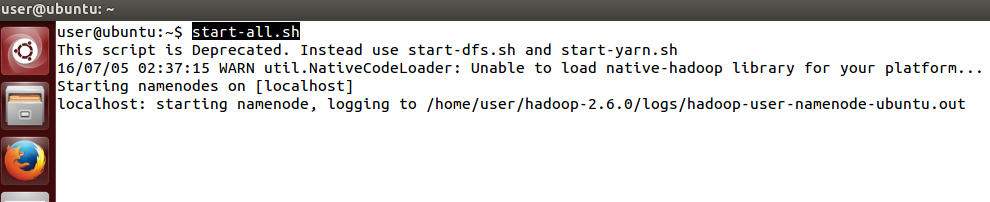 user@ubuntu: ~
user@ubuntu:~$ start-all.sh
This script is Deprecated. Instead use start-dfs.sh and start-yarn.sh
16/07/05 02:37:15 WARN util.NativeCodeLoader: Unable to load native-hadoop library for your platform...
Starting namenodes on [localhost]
localhost: starting namenode, logging to /home/user/hadoop-2.6.0/logs/hadoop-user-namenode-ubuntu.out